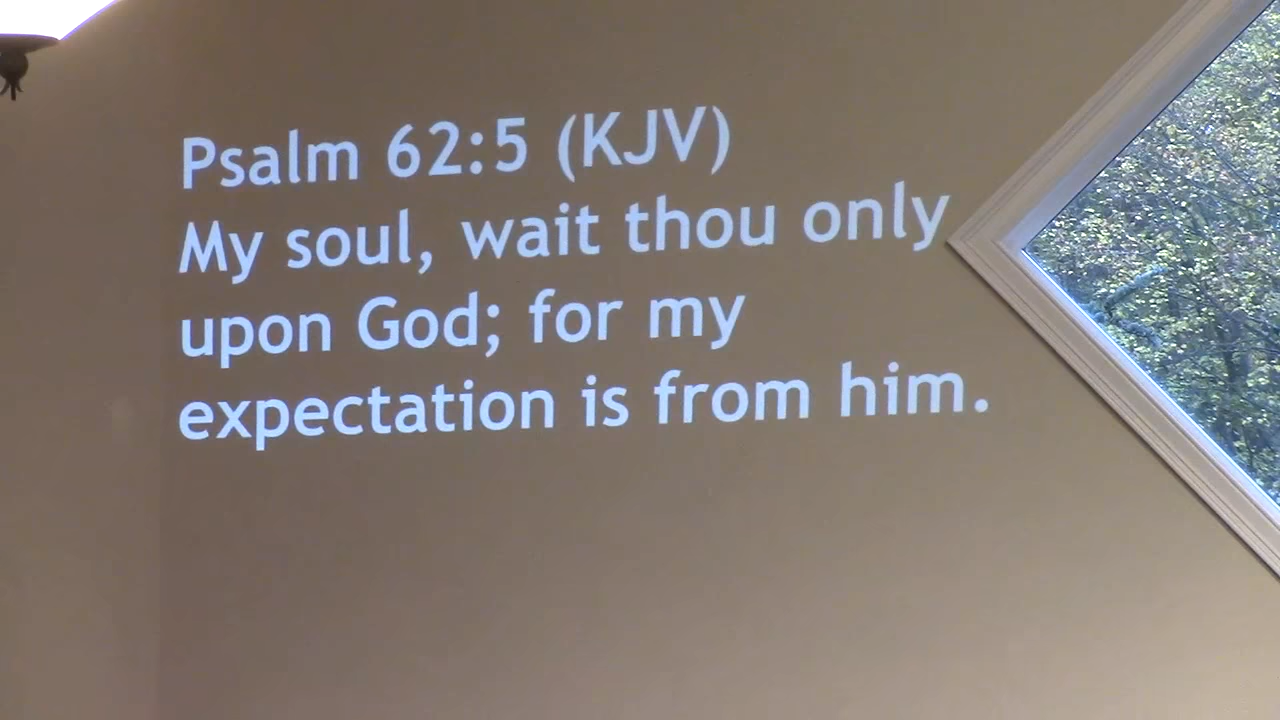 Psalm 62:5 (KJV)
My soul, wait thou only
upon God; for my
expectation is from him.